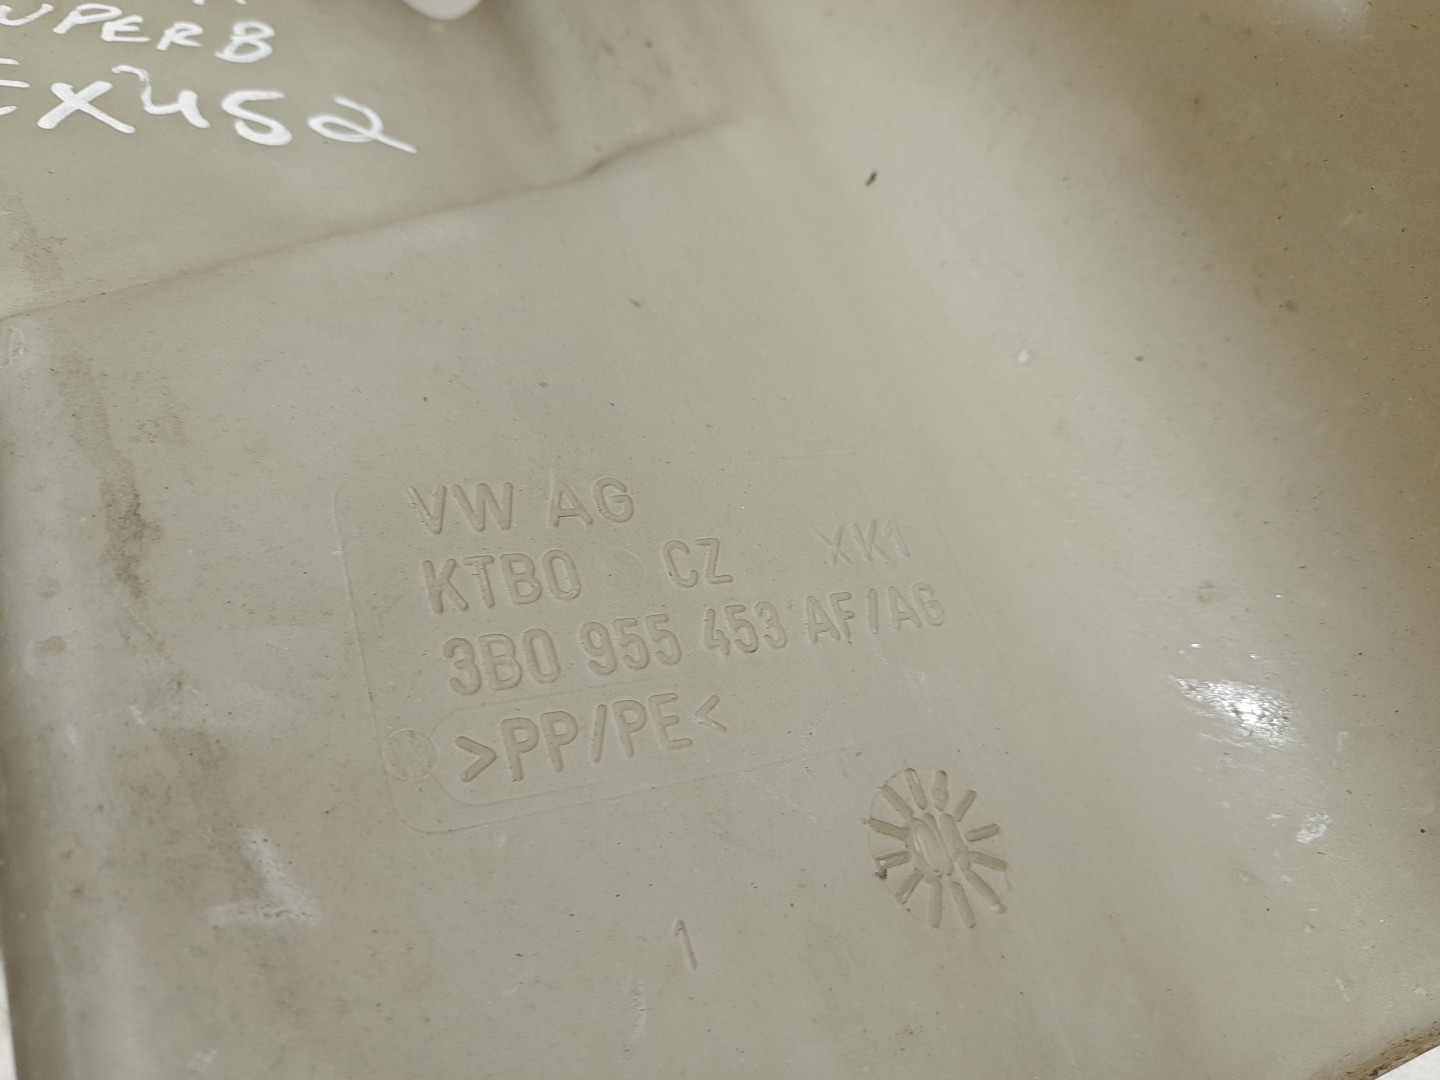 UPERB
EX452
VW AG
KTBO CZ XK1
3B0 955 453 AF/AG
>PP/PE<
1